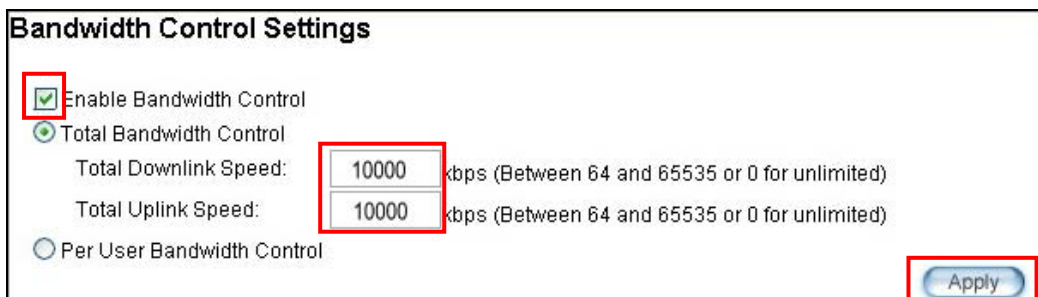 Bandwidth Control Settings
Enable Bandwidth Control
Total Bandwidth Control
Total Downlink Speed: 10000 kbps (Between 64 and 65535 or 0 for unlimited)
Total Uplink Speed: 10000 kbps (Between 64 and 65535 or 0 for unlimited)
Per User Bandwidth Control
Apply